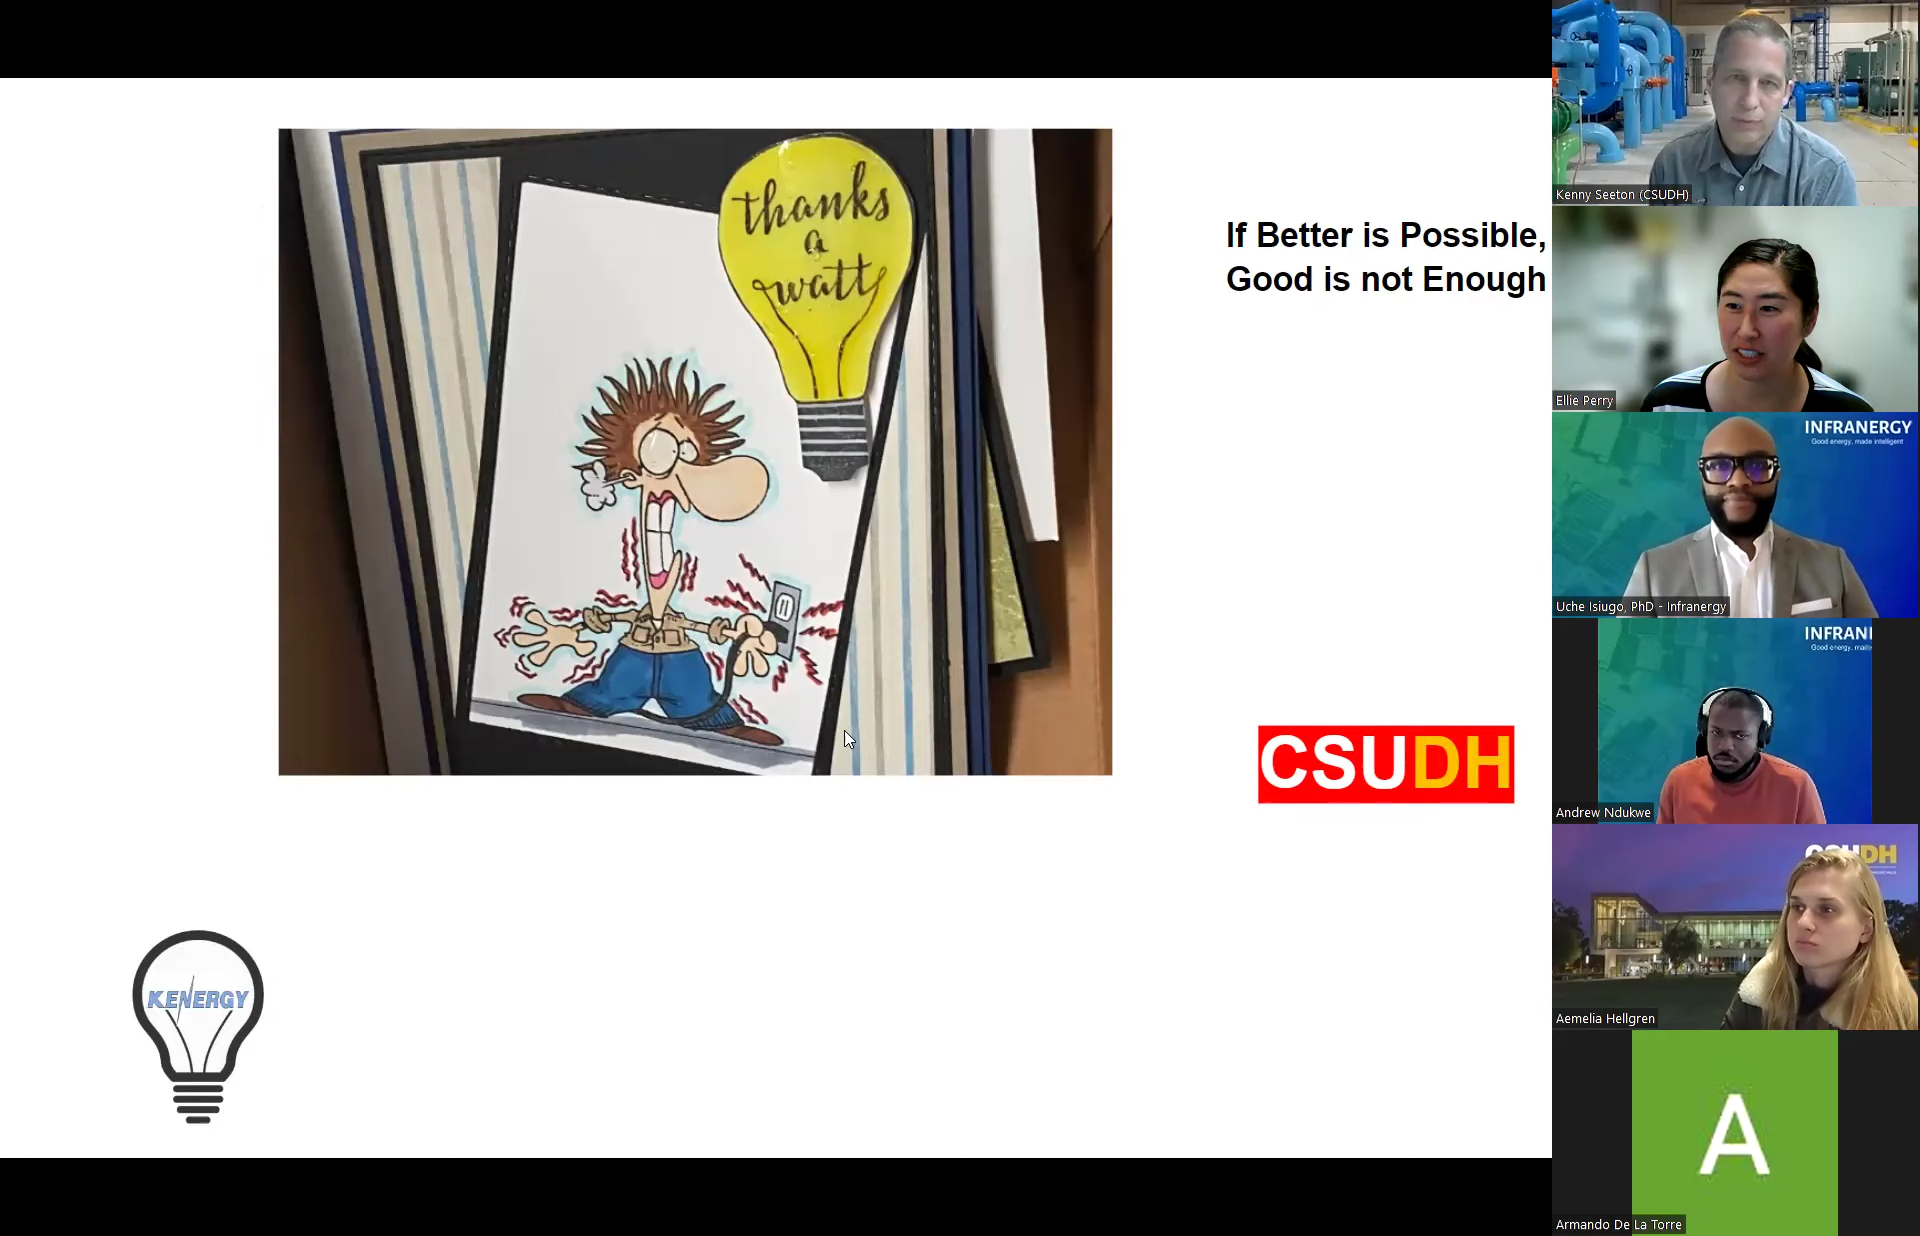 thanks
a
watt
If Better is Possible,
Good is not Enough
CSUDH
KENERGY
Kenny Seeton (CSUDH)
Ellie Perry
INFRANERGY
Good energy, made intelligent
Uche Isiugo, PhD - Infranergy
INFRAN
Good energy, ma
Andrew Ndukwe
CSUDH
Aemelia Hellgren
A
Armando De La Torre